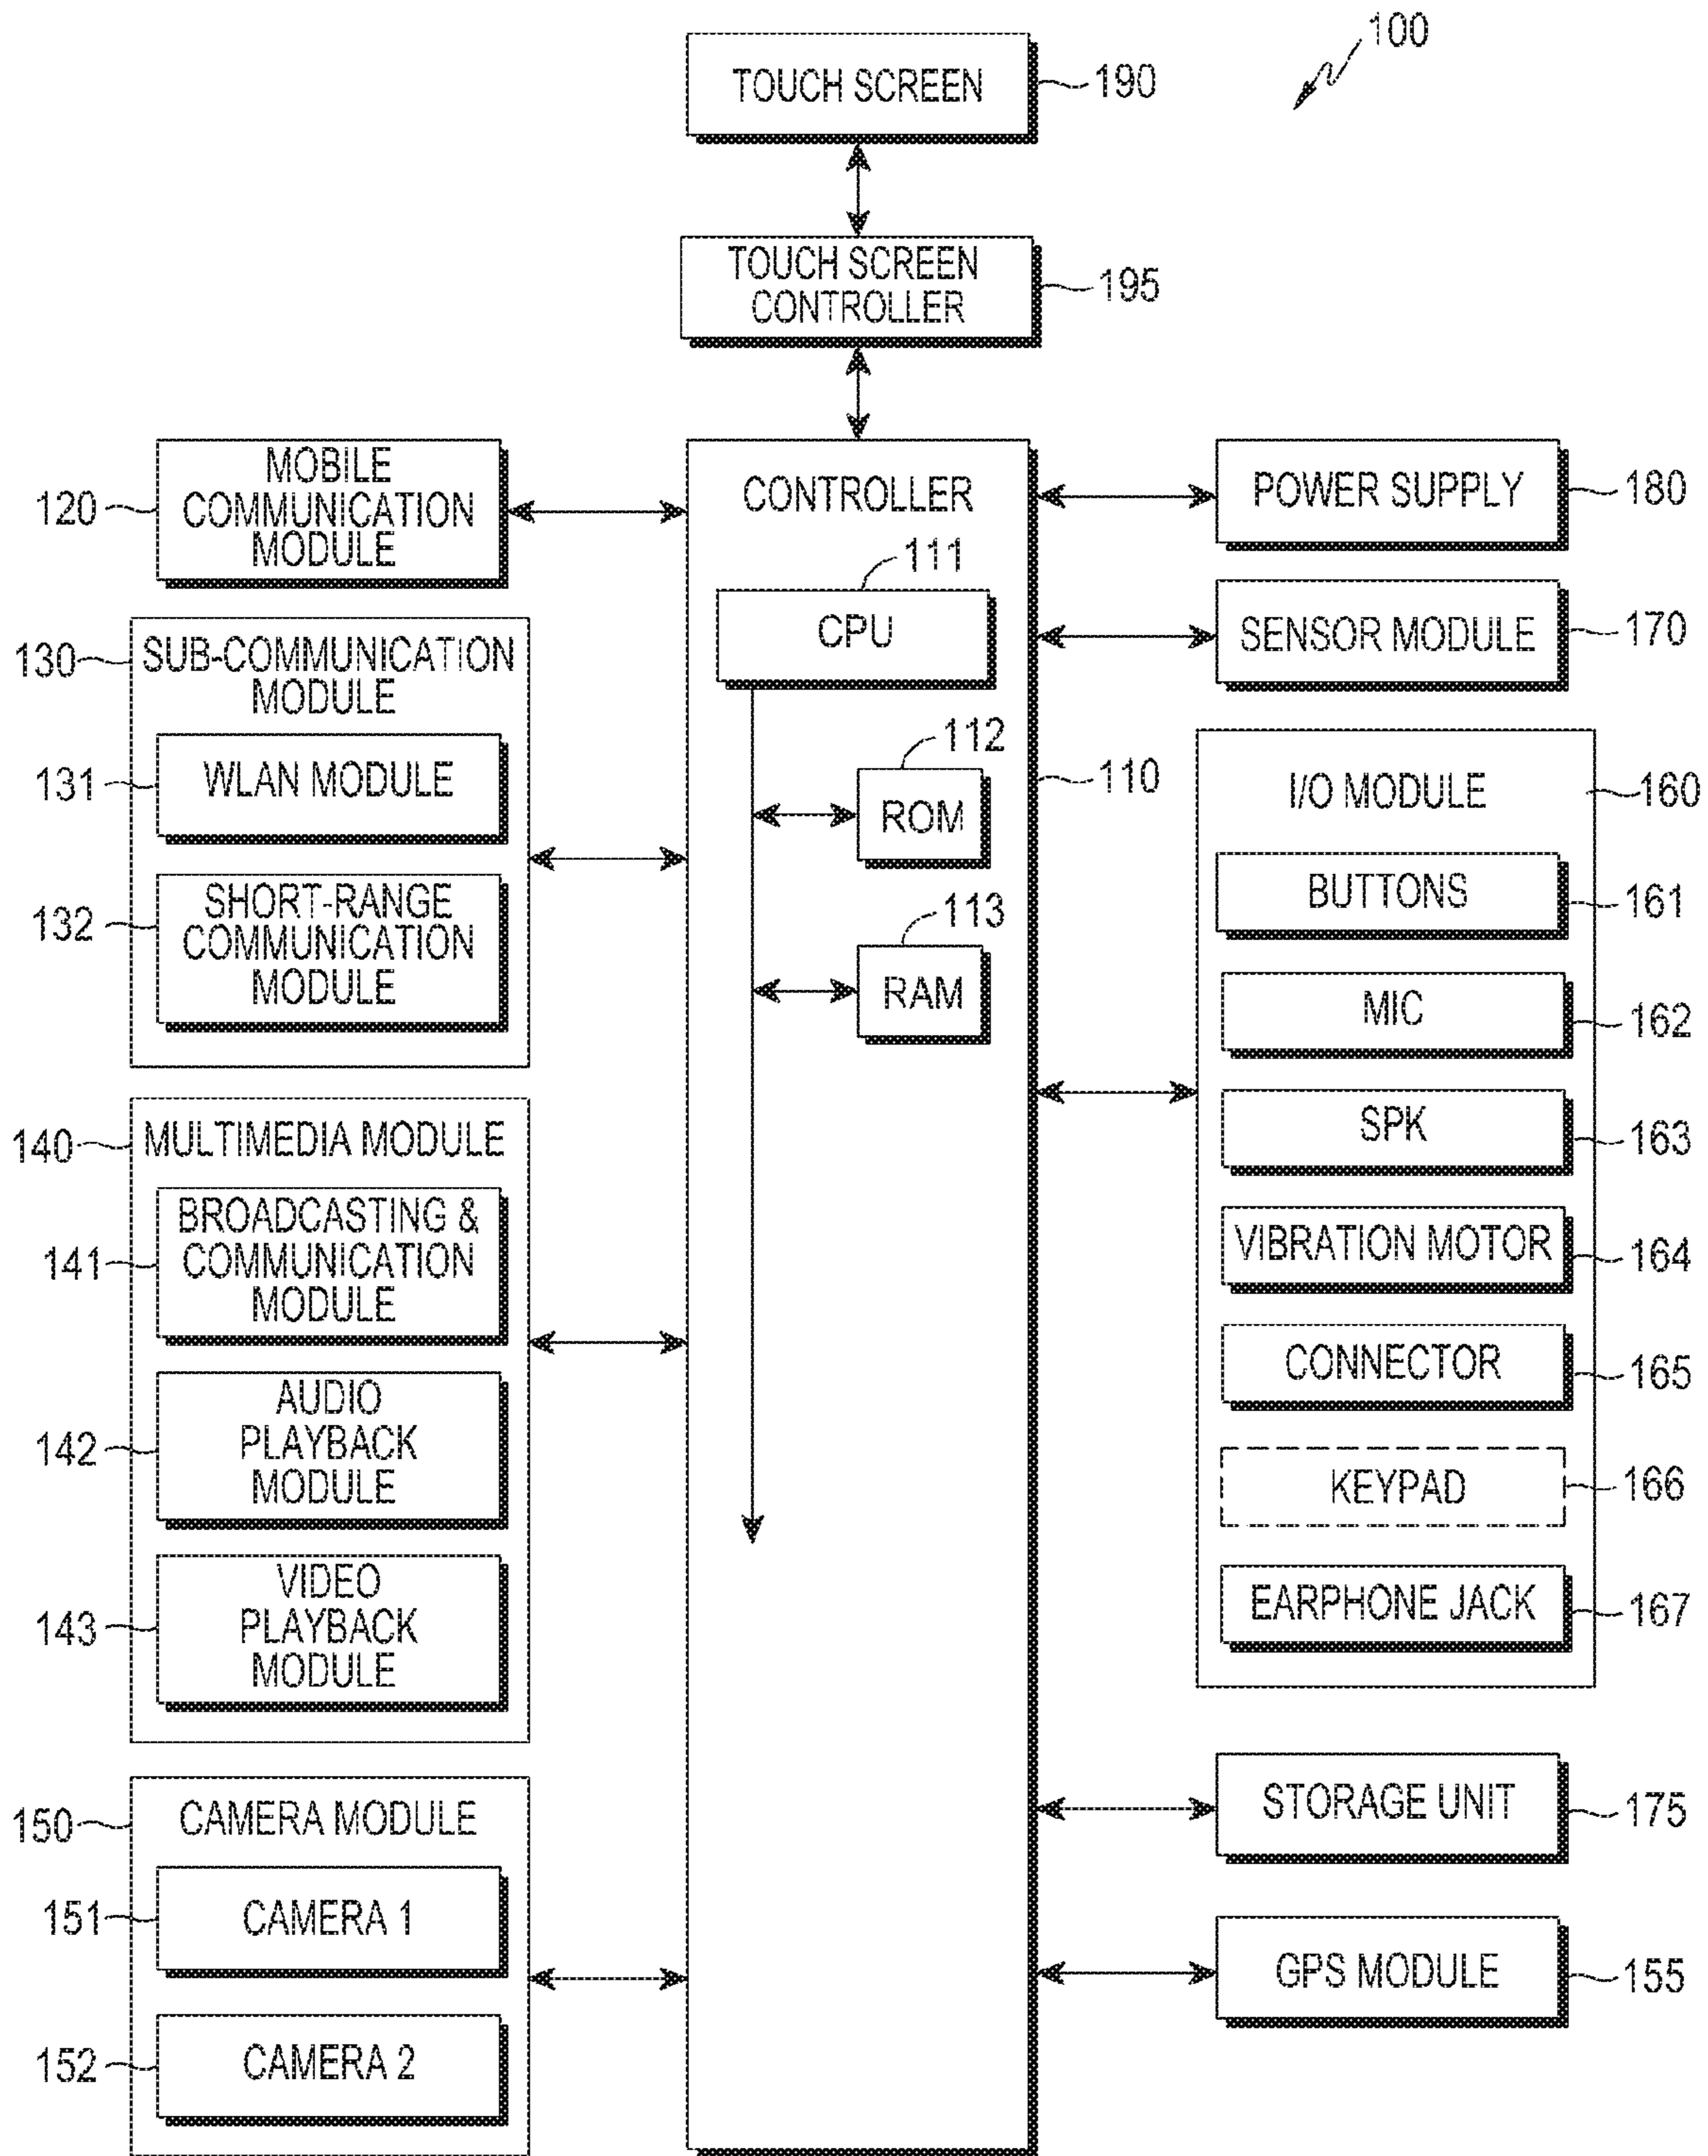 100
TOUCH SCREEN
190
TOUCH SCREEN
CONTROLLER
195
MOBILE
COMMUNICATION
MODULE
120
SUB-COMMUNICATION
MODULE
130
WLAN MODULE
131
SHORT-RANGE
COMMUNICATION
MODULE
132
MULTIMEDIA MODULE
140
BROADCASTING &
COMMUNICATION
MODULE
141
AUDIO
PLAYBACK
MODULE
142
VIDEO
PLAYBACK
MODULE
143
CAMERA MODULE
150
CAMERA 1
151
CAMERA 2
152
CONTROLLER
110
111
CPU
112
ROM
113
RAM
POWER SUPPLY
180
SENSOR MODULE
170
I/O MODULE
160
BUTTONS
161
MIC
162
SPK
163
VIBRATION MOTOR
164
CONNECTOR
165
KEYPAD
166
EARPHONE JACK
167
STORAGE UNIT
175
GPS MODULE
155